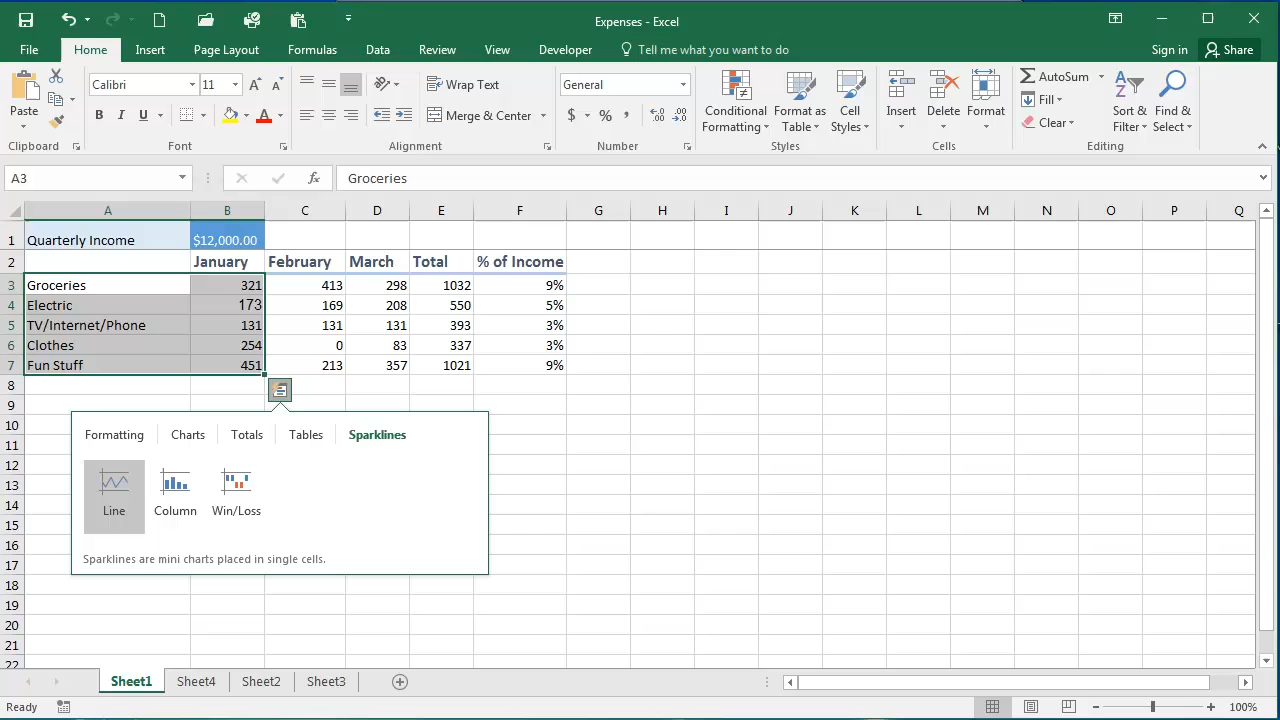 Expenses - Excel
File Home Insert Page Layout Formulas Data Review View Developer Tell me what you want to do Sign in Share
Calibri 11 Wrap Text General AutoSum
Paste B I U A Merge & Center $ % , Conditional Formatting Format as Table Cell Styles Insert Delete Format Fill Clear Sort & Filter Find & Select
Clipboard Font Alignment Number Styles Cells Editing
A3 fx Groceries
A B C D E F G H I J K L M N O P Q
1 Quarterly Income $12,000.00
2 January February March Total % of Income
3 Groceries 321 413 298 1032 9%
4 Electric 173 169 208 550 5%
5 TV/Internet/Phone 131 131 131 393 3%
6 Clothes 254 0 83 337 3%
7 Fun Stuff 451 213 357 1021 9%
8
9
10 Formatting Charts Totals Tables Sparklines
11
12
13
14 Line Column Win/Loss
15
16 Sparklines are mini charts placed in single cells.
17
18
19
20
21
22
Sheet1 Sheet4 Sheet2 Sheet3
Ready 100%